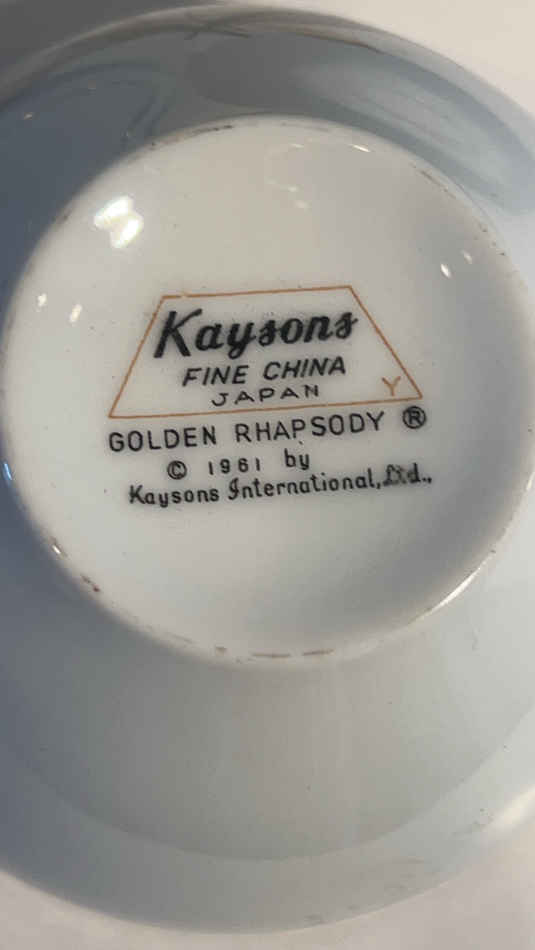 Kaysons
FINE CHINA
JAPAN Y
GOLDEN RHAPSODY ®
© 1961 by
Kaysons International, Ltd.,